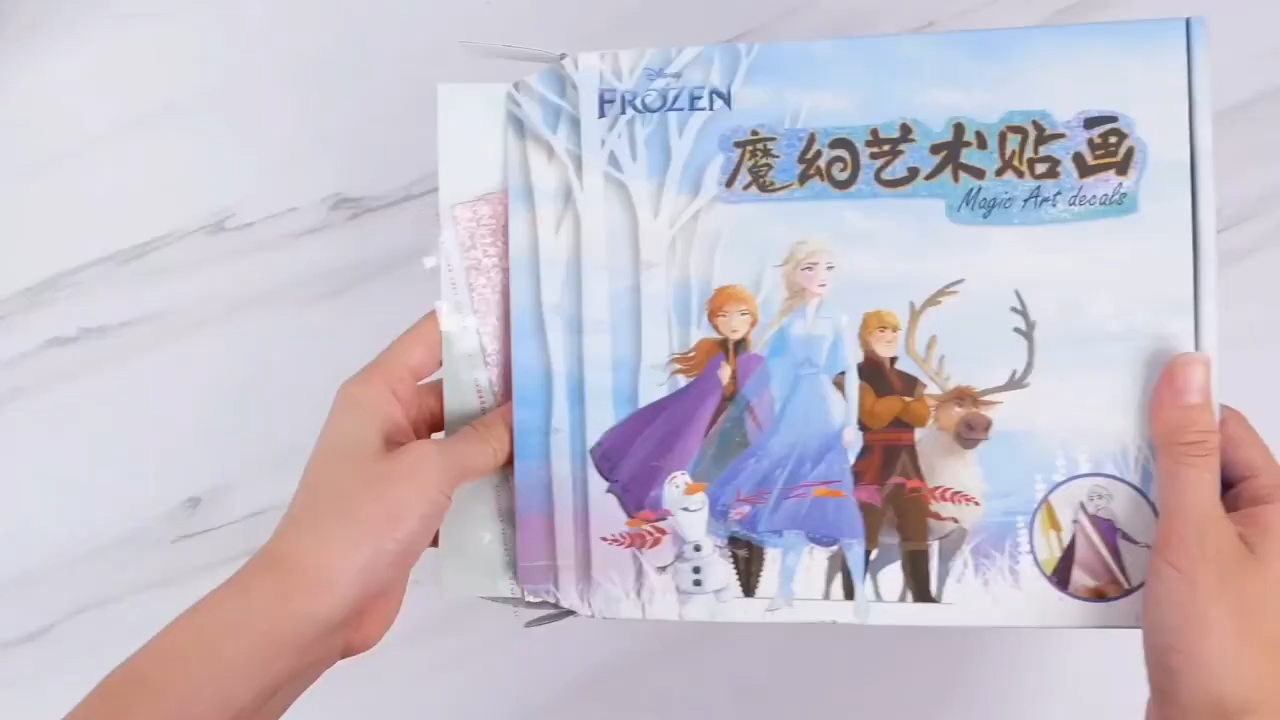 Disney
FROZEN
魔幻艺术贴画
Magic Art decals